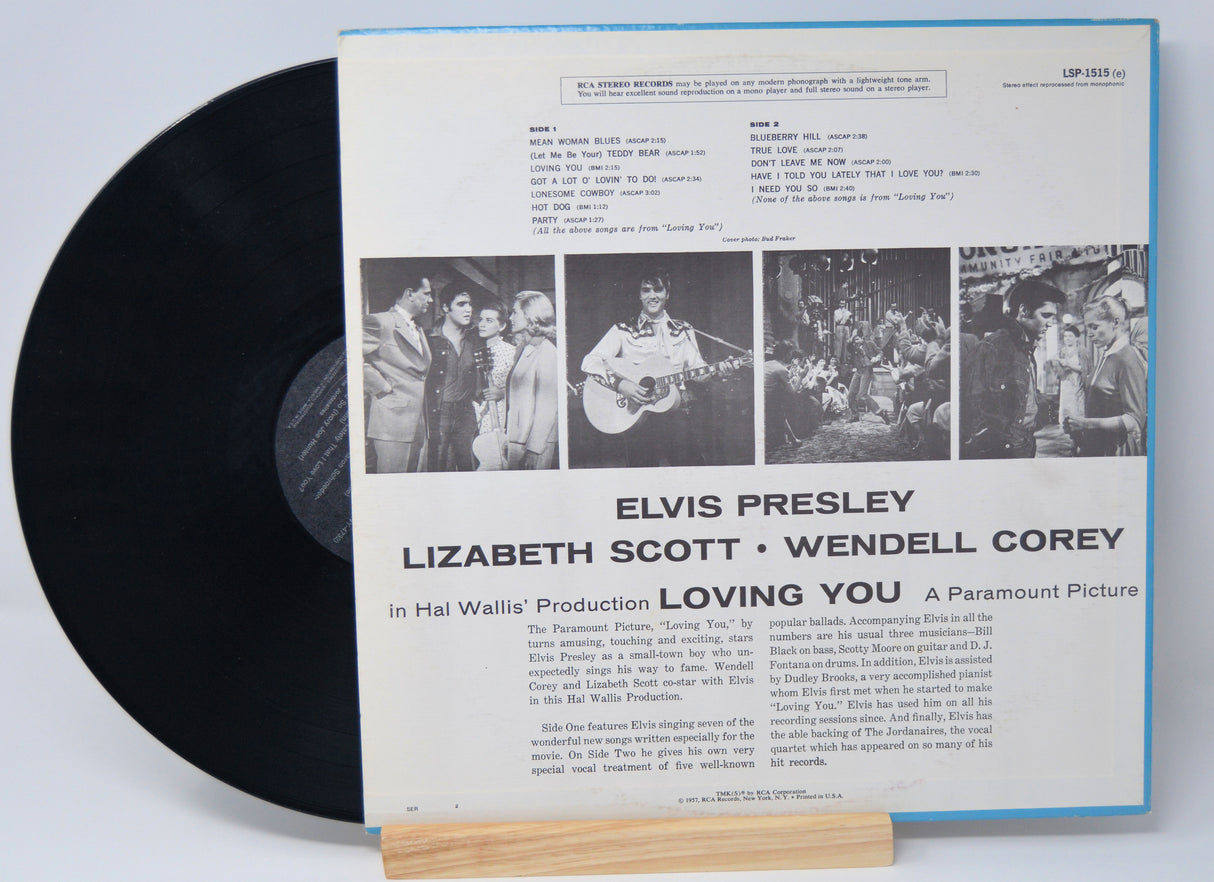 RCA STEREO RECORDS may be played on any modern phonograph with a lightweight tone arm.
You will hear excellent sound reproduction on a mono player and full stereo sound on a stereo player.
LSP-1515 (e)
Stereo effect reprocessed from monophonic
SIDE 1
MEAN WOMAN BLUES (ASCAP 2:15)
(Let Me Be Your) TEDDY BEAR (ASCAP 1:52)
LOVING YOU (BMI 2:15)
GOT A LOT O' LOVIN' TO DO! (ASCAP 2:34)
LONESOME COWBOY (ASCAP 3:02)
HOT DOG (BMI 1:12)
PARTY (ASCAP 1:27)
(All the above songs are from "Loving You")
SIDE 2
BLUEBERRY HILL (ASCAP 2:38)
TRUE LOVE (ASCAP 2:07)
DON'T LEAVE ME NOW (ASCAP 2:00)
HAVE I TOLD YOU LATELY THAT I LOVE YOU? (BMI 2:30)
I NEED YOU SO (BMI 2:40)
(None of the above songs is from "Loving You")
Cover photo: Bud Fraker
MUNITY FAIR
ELVIS PRESLEY
LIZABETH SCOTT • WENDELL COREY
in Hal Wallis' Production LOVING YOU A Paramount Picture
The Paramount Picture, "Loving You," by
turns amusing, touching and exciting, stars
Elvis Presley as a small-town boy who un-
expectedly sings his way to fame. Wendell
Corey and Lizabeth Scott co-star with Elvis
in this Hal Wallis Production.
Side One features Elvis singing seven of the
wonderful new songs written especially for the
movie. On Side Two he gives his own very
special vocal treatment of five well-known
popular ballads. Accompanying Elvis in all the
numbers are his usual three musicians—Bill
Black on bass, Scotty Moore on guitar and D. J.
Fontana on drums. In addition, Elvis is assisted
by Dudley Brooks, a very accomplished pianist
whom Elvis first met when he started to make
"Loving You." Elvis has used him on all his
recording sessions since. And finally, Elvis has
the able backing of The Jordanaires, the vocal
quartet which has appeared on so many of his
hit records.
TMK(S)® by RCA Corporation
© 1957, RCA Records, New York, N. Y. • Printed in U.S.A.
SER 2